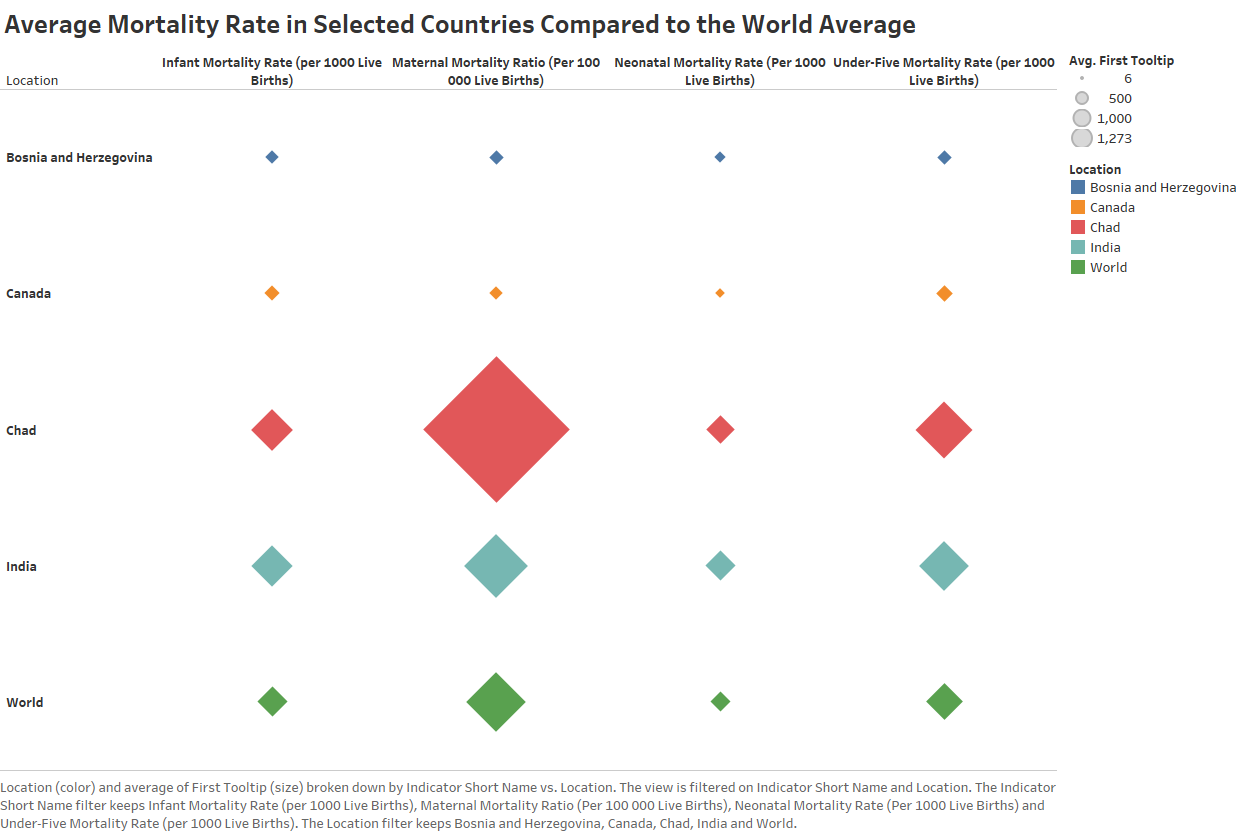 Average Mortality Rate in Selected Countries Compared to the World Average
Location
Infant Mortality Rate (per 1000 Live
Births)
Maternal Mortality Ratio (Per 100
000 Live Births)
Neonatal Mortality Rate (Per 1000
Live Births)
Under-Five Mortality Rate (per 1000
Live Births)
Bosnia and Herzegovina
Canada
Chad
India
World
Avg. First Tooltip
6
500
1,000
1,273
Location
Bosnia and Herzegovina
Canada
Chad
India
World
Location (color) and average of First Tooltip (size) broken down by Indicator Short Name vs. Location. The view is filtered on Indicator Short Name and Location. The Indicator
Short Name filter keeps Infant Mortality Rate (per 1000 Live Births), Maternal Mortality Ratio (Per 100 000 Live Births), Neonatal Mortality Rate (Per 1000 Live Births) and
Under-Five Mortality Rate (per 1000 Live Births). The Location filter keeps Bosnia and Herzegovina, Canada, Chad, India and World.